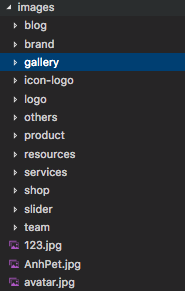 images
blog
brand
gallery
icon-logo
logo
others
product
resources
services
shop
slider
team
123.jpg
AnhPet.jpg
avatar.jpg